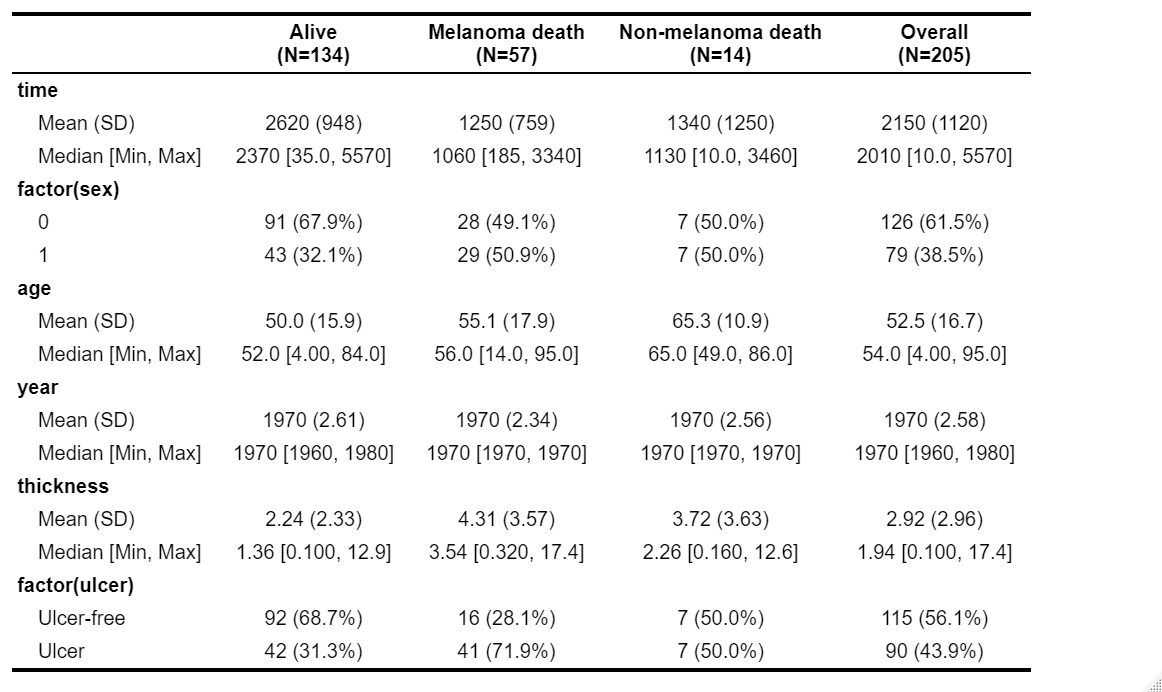 Alive Melanoma death Non-melanoma death Overall
(N=134) (N=57) (N=14) (N=205)
time
Mean (SD) 2620 (948) 1250 (759) 1340 (1250) 2150 (1120)
Median [Min, Max] 2370 [35.0, 5570] 1060 [185, 3340] 1130 [10.0, 3460] 2010 [10.0, 5570]
factor(sex)
0 91 (67.9%) 28 (49.1%) 7 (50.0%) 126 (61.5%)
1 43 (32.1%) 29 (50.9%) 7 (50.0%) 79 (38.5%)
age
Mean (SD) 50.0 (15.9) 55.1 (17.9) 65.3 (10.9) 52.5 (16.7)
Median [Min, Max] 52.0 [4.00, 84.0] 56.0 [14.0, 95.0] 65.0 [49.0, 86.0] 54.0 [4.00, 95.0]
year
Mean (SD) 1970 (2.61) 1970 (2.34) 1970 (2.56) 1970 (2.58)
Median [Min, Max] 1970 [1960, 1980] 1970 [1970, 1970] 1970 [1970, 1970] 1970 [1960, 1980]
thickness
Mean (SD) 2.24 (2.33) 4.31 (3.57) 3.72 (3.63) 2.92 (2.96)
Median [Min, Max] 1.36 [0.100, 12.9] 3.54 [0.320, 17.4] 2.26 [0.160, 12.6] 1.94 [0.100, 17.4]
factor(ulcer)
Ulcer-free 92 (68.7%) 16 (28.1%) 7 (50.0%) 115 (56.1%)
Ulcer 42 (31.3%) 41 (71.9%) 7 (50.0%) 90 (43.9%)